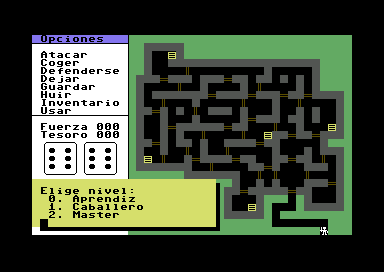 Opciones
Atacar
Coger
Defenderse
Dejar
Guardar
Huir
Inventario
Usar
Fuerza 000
Tesoro 000
Elige nivel:
0. Aprendiz
1. Caballero
2. Master